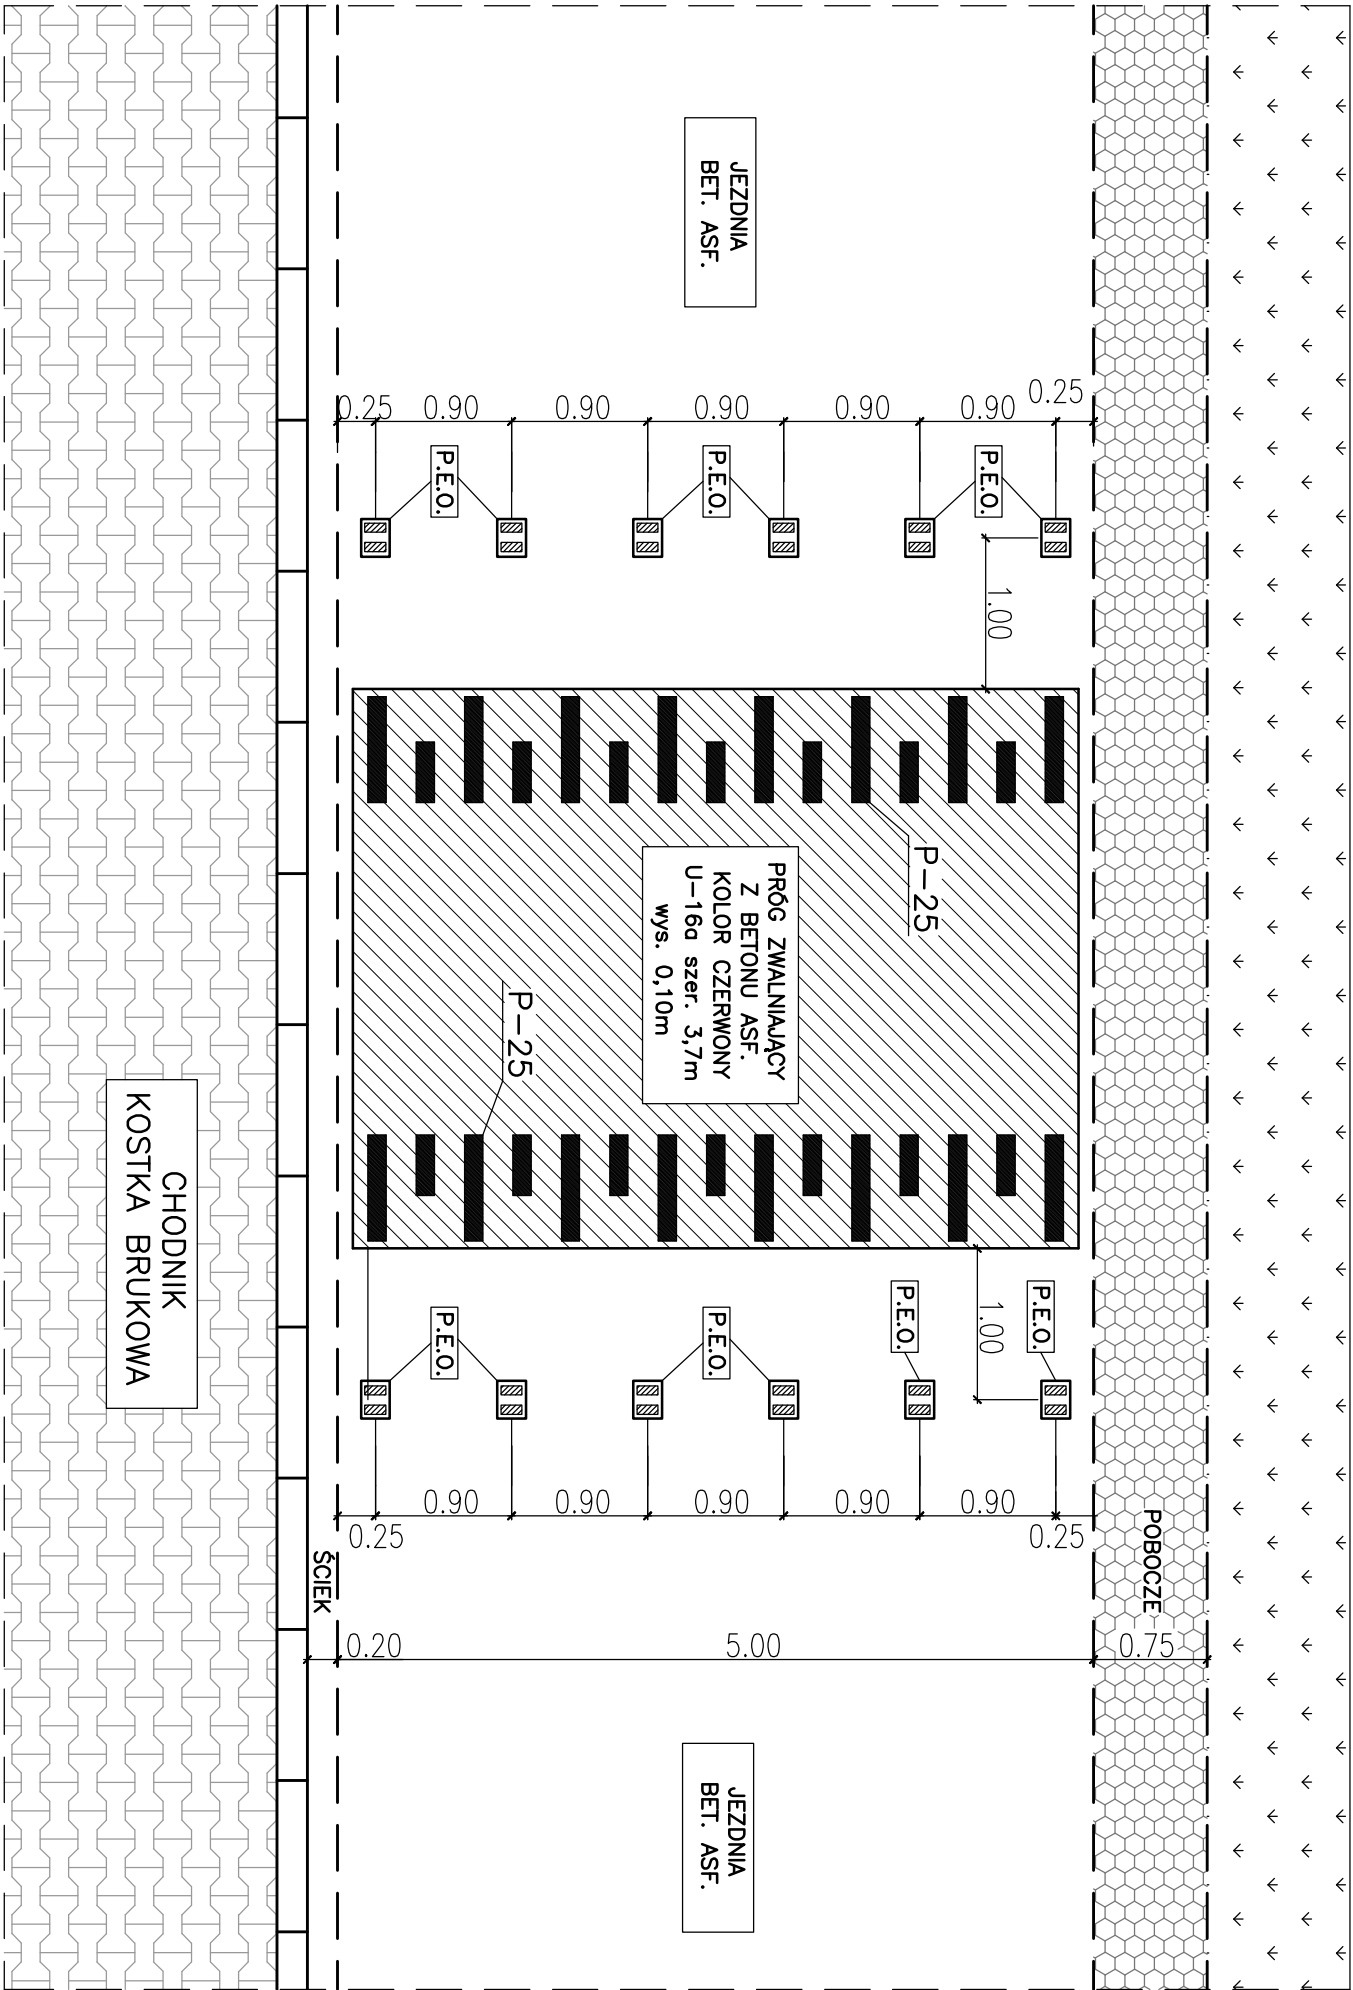 JEZDNIA
BET. ASF.
0.25
0.90
0.90
0.90
0.90
0.90
0.25
P.E.O.
P.E.O.
P.E.O.
1.00
P-25
PRÓG ZWALNIAJĄCY
Z BETONU ASF.
KOLOR CZERWONY
U-16a szer. 3,7m
wys. 0,10m
P-25
P.E.O.
P.E.O.
P.E.O.
P.E.O.
1.00
0.90
0.90
0.90
0.90
0.90
0.25
0.25
POBOCZE
ŚCIEK
0.20
5.00
0.75
CHODNIK
KOSTKA BRUKOWA
JEZDNIA
BET. ASF.